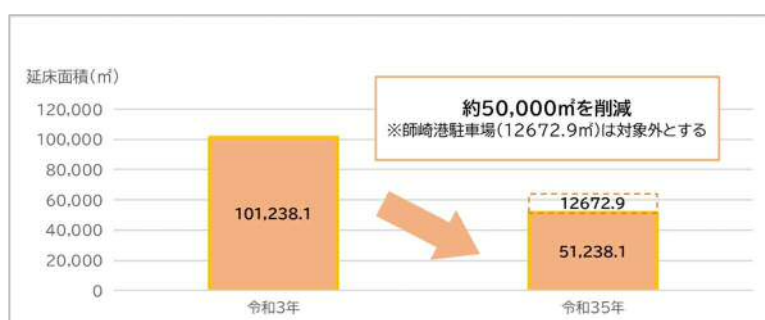 延床面積(㎡)
約50,000㎡を削減
※師崎港駐車場(12672.9㎡)は対象外とする
120,000
100,000
80,000
60,000
40,000
20,000
0
101,238.1
12672.9
51,238.1
令和3年
令和35年